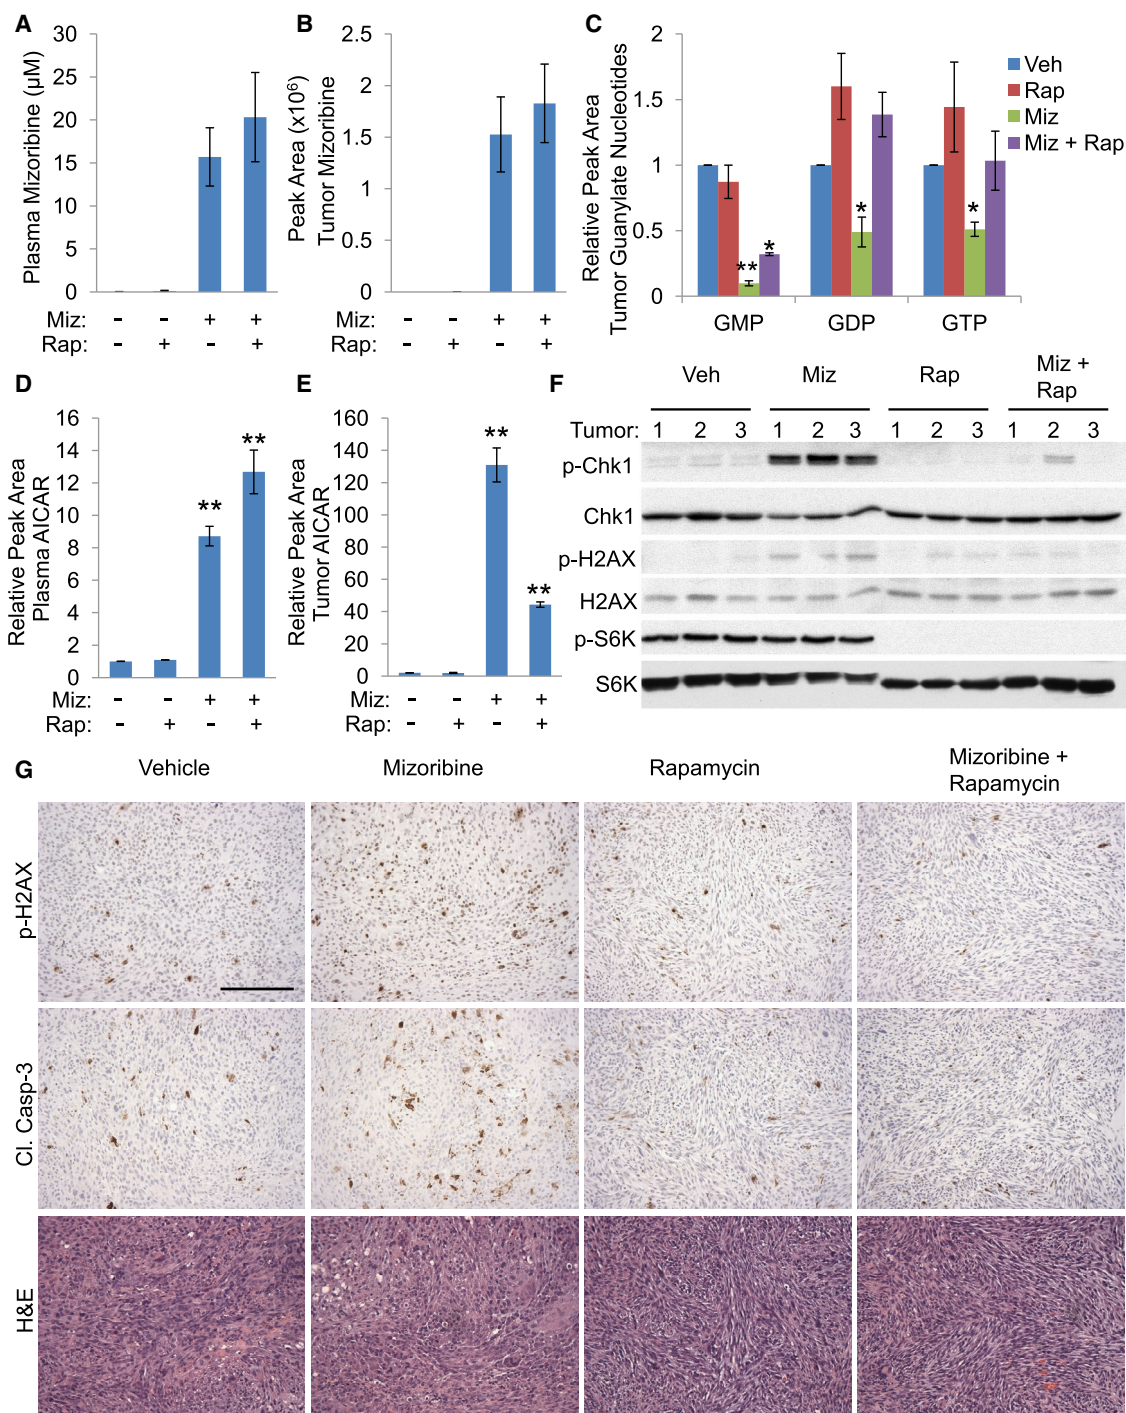 A
Plasma Mizoribine (µM)
30
25
20
15
10
5
0
Miz: - - + +
Rap: - + - +
B
Peak Area (x10⁶)
Tumor Mizoribine
2.5
2
1.5
1
0.5
0
Miz: - - + +
Rap: - + - +
C
Relative Peak Area
Tumor Guanylate Nucleotides
2
1.5
1
0.5
0
** * * *
GMP GDP GTP
Veh
Rap
Miz
Miz + Rap
D
Relative Peak Area
Plasma AICAR
16
14
12
10
8
6
4
2
0
** **
Miz: - - + +
Rap: - + - +
E
Relative Peak Area
Tumor AICAR
160
140
120
100
80
60
40
20
0
** **
Miz: - - + +
Rap: - + - +
F
Veh Miz Rap Miz +
Rap
Tumor: 1 2 3 1 2 3 1 2 3 1 2 3
p-Chk1
Chk1
p-H2AX
H2AX
p-S6K
S6K
G
Vehicle Mizoribine Rapamycin Mizoribine +
Rapamycin
p-H2AX
Cl. Casp-3
H&E